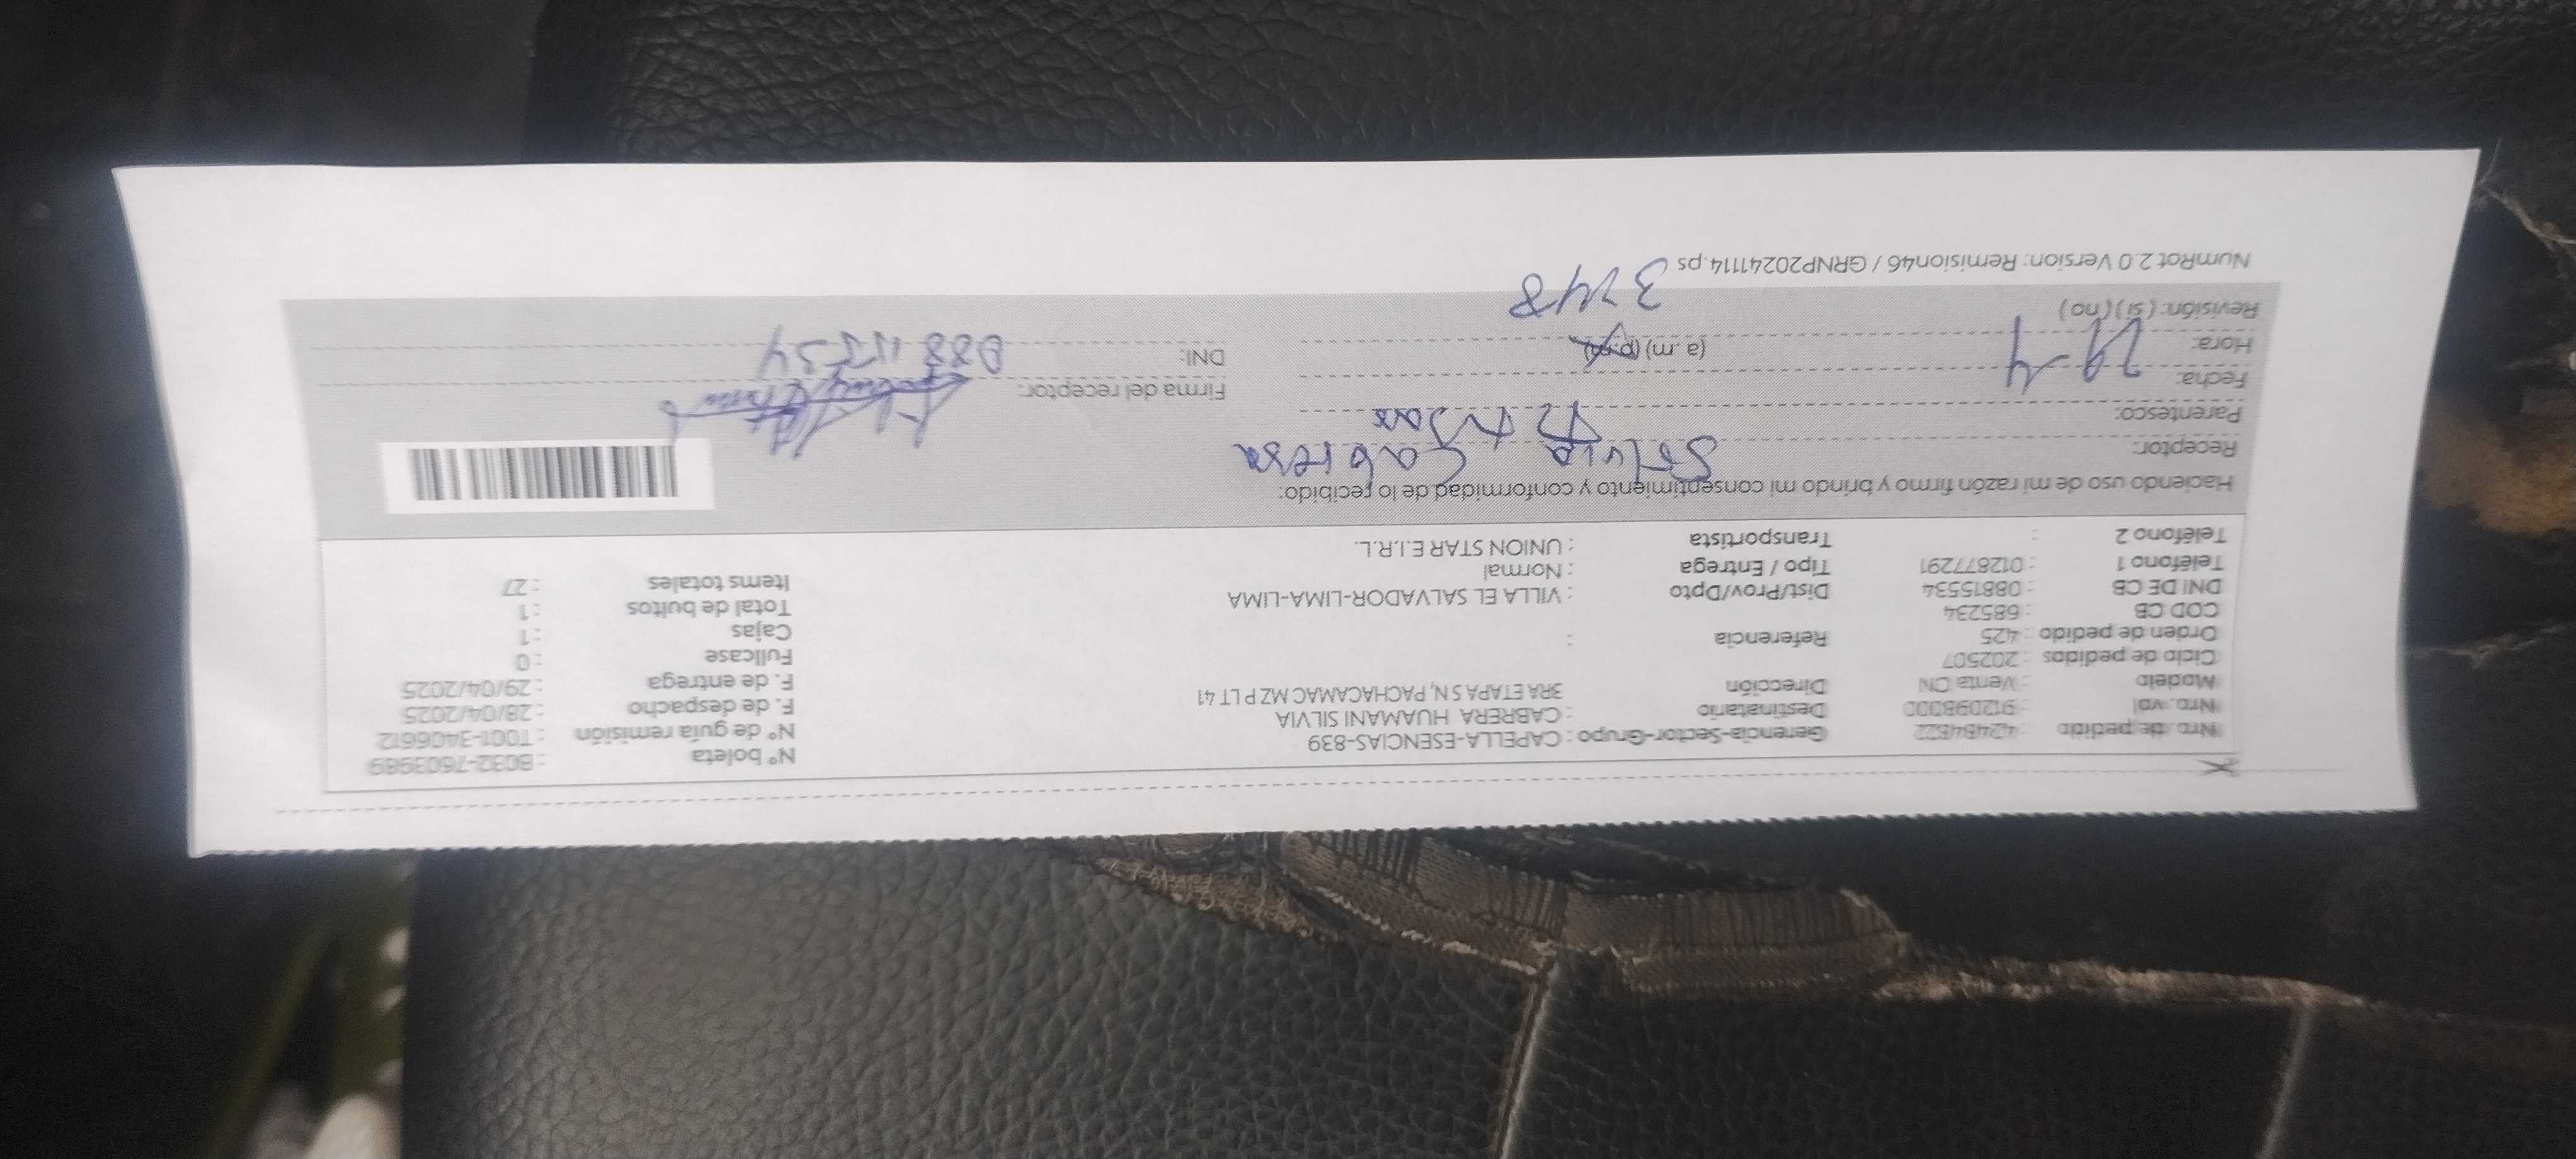 Nro. de pedido : 42484822 Gerencia-Sector-Grupo : CAPELLA-ESENCIAS-839 N° boleta : B032-7603989
Nro. vol : 912098000 Destinatario : CABRERA HUAMANI SILVIA N° de guía remisión : T001-3406612
Modelo : Venta CN Dirección 3RA ETAPA S N, PACHACAMAC MZ P LT 41 F. de despacho : 28/04/2025
Ciclo de pedidos : 202507 F. de entrega : 29/04/2025
Orden de pedido : 425 Referencia : Fullcase : 0
COD CB : 685234 Cajas : 1
DNI DE CB : 08815534 Dist/Prov/Dpto : VILLA EL SALVADOR-LIMA-LIMA Total de bultos : 1
Teléfono 1 : 012877291 Tipo / Entrega : Normal Items totales : 27
Teléfono 2 : Transportista : UNION STAR E.I.R.L.
Haciendo uso de mi razón firmo y brindo mi consentimiento y conformidad de lo recibido:
Receptor: Silvia Cabrera
Parentesco:
Fecha: 29-4 Firma del receptor:
Hora: (a. m) (p.m) DNI: 08815534
Revisión: (si) (no) 3748
NumRot 2.0 Version: Remision46 / GRNP20241114.ps